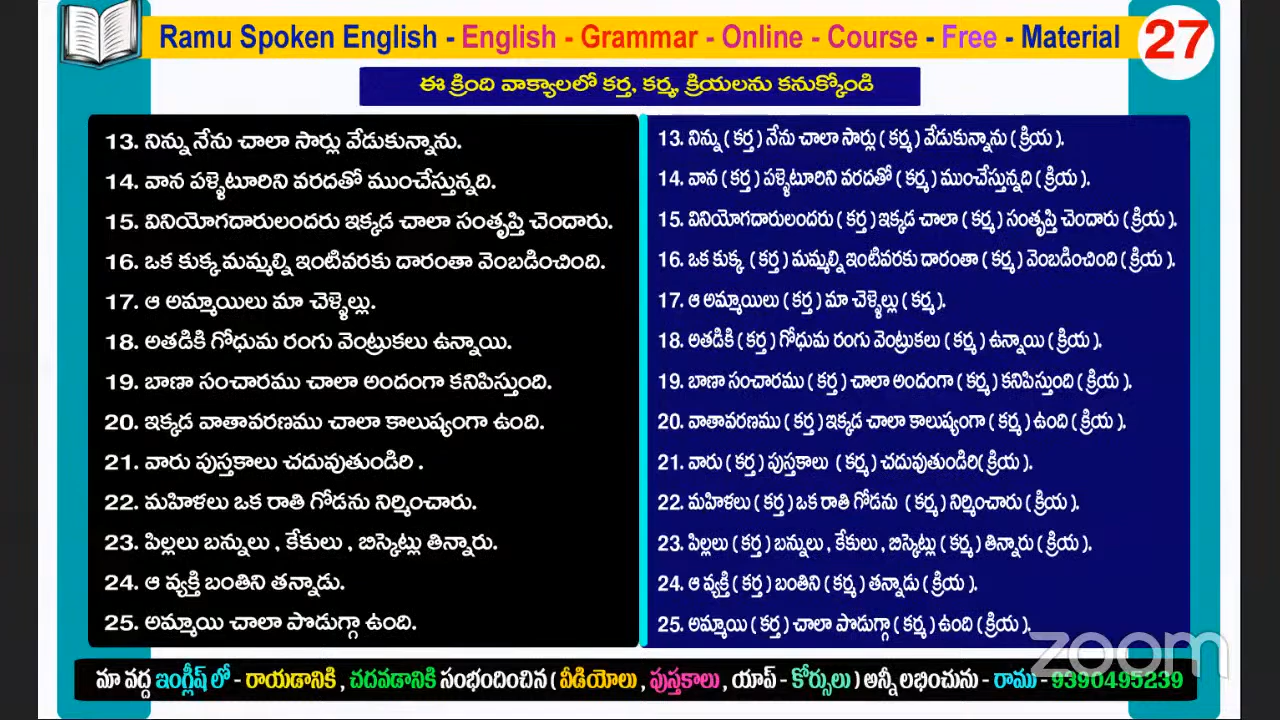 Ramu Spoken English - English - Grammar - Online - Course - Free - Material
27
ఈ క్రింది వాక్యాలలో కర్త, కర్మ, క్రియలను కనుక్కోండి
13. నిన్ను నేను చాలా సార్లు వేడుకున్నాను.
14. వాన పళ్ళెటూరిని వరదతో ముంచేస్తున్నది.
15. వినియోగదారులందరు ఇక్కడ చాలా సంతృప్తి చెందారు.
16. ఒక కుక్క మమ్మల్ని ఇంటివరకు దారంతా వెంబడించింది.
17. ఆ అమ్మాయిలు మా చెళ్ళెల్లు.
18. అతడికి గోధుమ రంగు వెంట్రుకలు ఉన్నాయి.
19. బాణా సంచారము చాలా అందంగా కనిపిస్తుంది.
20. ఇక్కడ వాతావరణము చాలా కాలుష్యంగా ఉంది.
21. వారు పుస్తకాలు చదువుతుండిరి .
22. మహిళలు ఒక రాతి గోడను నిర్మించారు.
23. పిల్లలు బన్నులు , కేకులు , బిస్కెట్లు తిన్నారు.
24. ఆ వ్యక్తి బంతిని తన్నాడు.
25. అమ్మాయి చాలా పొడుగ్గా ఉంది.
13. నిన్ను ( కర్త ) నేను చాలా సార్లు ( కర్మ ) వేడుకున్నాను ( క్రియ ).
14. వాన ( కర్త ) పళ్ళెటూరిని వరదతో ( కర్మ ) ముంచేస్తున్నది ( క్రియ ).
15. వినియోగదారులందరు ( కర్త ) ఇక్కడ చాలా ( కర్మ ) సంతృప్తి చెందారు ( క్రియ ).
16. ఒక కుక్క ( కర్త ) మమ్మల్ని ఇంటివరకు దారంతా ( కర్మ ) వెంబడించింది ( క్రియ ).
17. ఆ అమ్మాయిలు ( కర్త ) మా చెళ్ళెల్లు ( కర్మ ).
18. అతడికి ( కర్త ) గోధుమ రంగు వెంట్రుకలు ( కర్మ ) ఉన్నాయి ( క్రియ ).
19. బాణా సంచారము ( కర్త ) చాలా అందంగా ( కర్మ ) కనిపిస్తుంది ( క్రియ ).
20. వాతావరణము ( కర్త ) ఇక్కడ చాలా కాలుష్యంగా ( కర్మ ) ఉంది ( క్రియ ).
21. వారు ( కర్త ) పుస్తకాలు ( కర్మ ) చదువుతుండిరి( క్రియ ).
22. మహిళలు ( కర్త ) ఒక రాతి గోడను ( కర్మ ) నిర్మించారు ( క్రియ ).
23. పిల్లలు ( కర్త ) బన్నులు , కేకులు , బిస్కెట్లు ( కర్మ ) తిన్నారు ( క్రియ ).
24. ఆ వ్యక్తి ( కర్త ) బంతిని ( కర్మ ) తన్నాడు ( క్రియ ).
25. అమ్మాయి ( కర్త ) చాలా పొడుగ్గా ( కర్మ ) ఉంది ( క్రియ ).
zoom
మా వద్ద ఇంగ్లీష్ లో - రాయడానికి , చదవడానికి సంభందించిన ( వీడియోలు , పుస్తకాలు , యాప్ - కోర్సులు ) అన్నీ లభించును - రాము - 9390495239